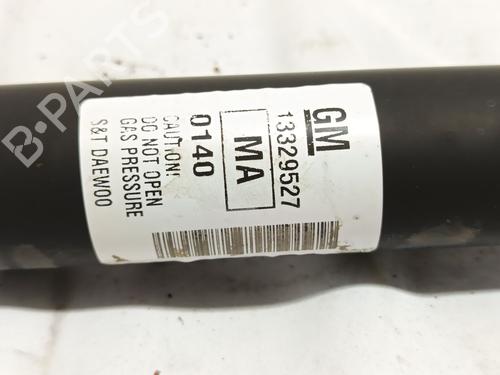 GM
13329527
MA
0140
CAUTION!
DO NOT OPEN
GAS PRESSURE
S&T DAEWOO
B-PARTS